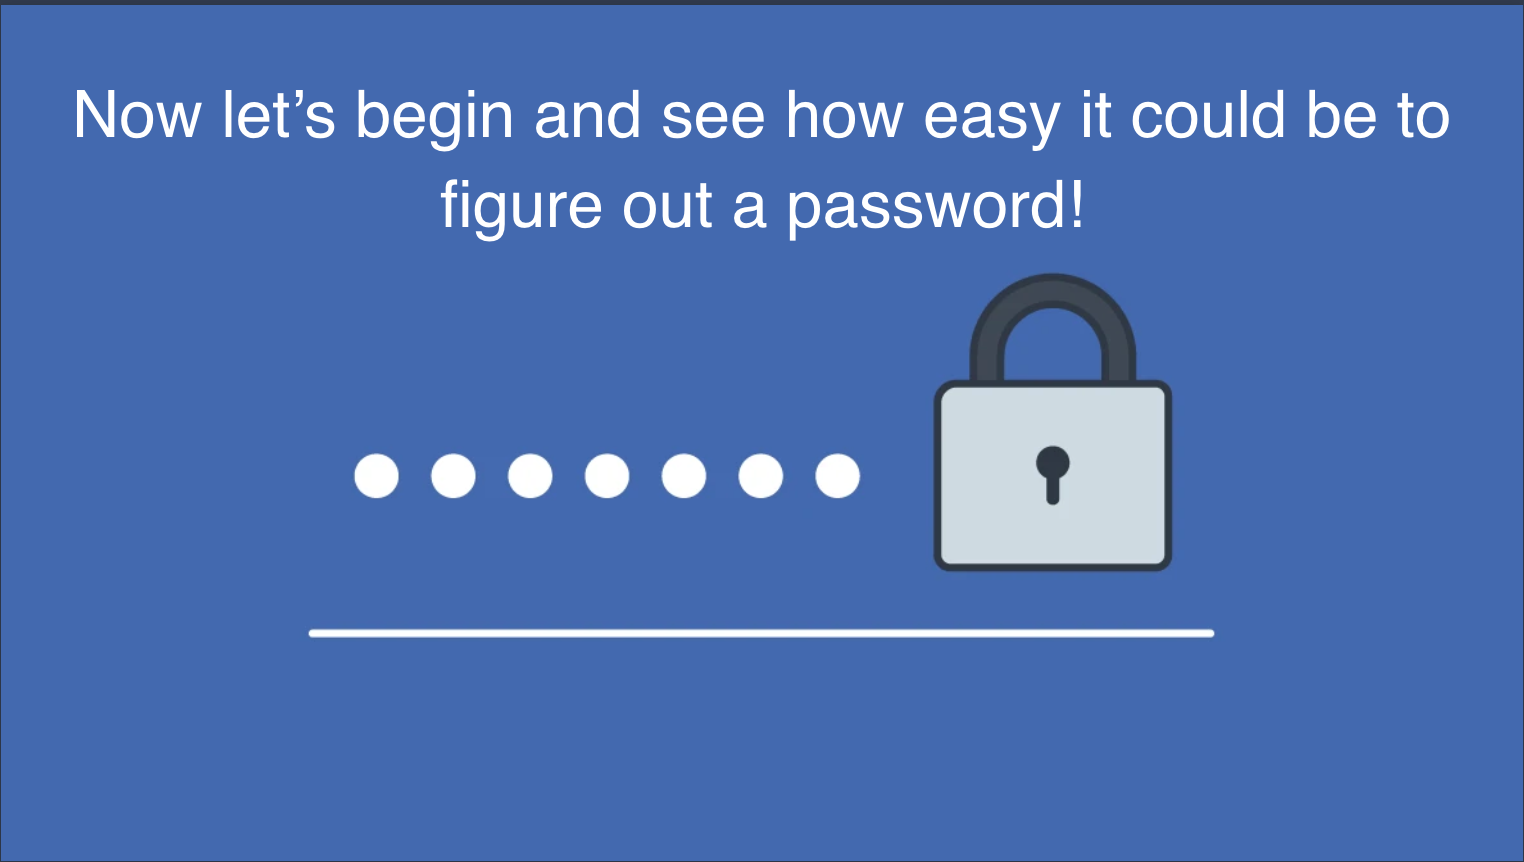 Now let’s begin and see how easy it could be to
figure out a password!